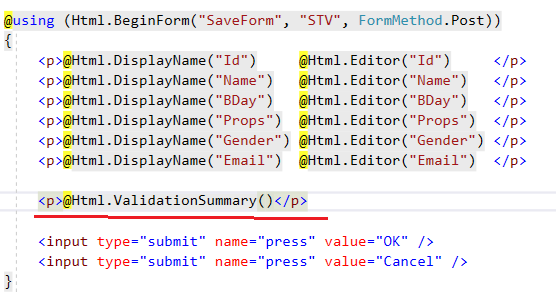 @using (Html.BeginForm("SaveForm", "STV", FormMethod.Post))
{
<p>@Html.DisplayName("Id") @Html.Editor("Id") </p>
<p>@Html.DisplayName("Name") @Html.Editor("Name") </p>
<p>@Html.DisplayName("BDay") @Html.Editor("BDay") </p>
<p>@Html.DisplayName("Props") @Html.Editor("Props") </p>
<p>@Html.DisplayName("Gender") @Html.Editor("Gender") </p>
<p>@Html.DisplayName("Email") @Html.Editor("Email") </p>
<p>@Html.ValidationSummary()</p>
<input type="submit" name="press" value="OK" />
<input type="submit" name="press" value="Cancel" />
}